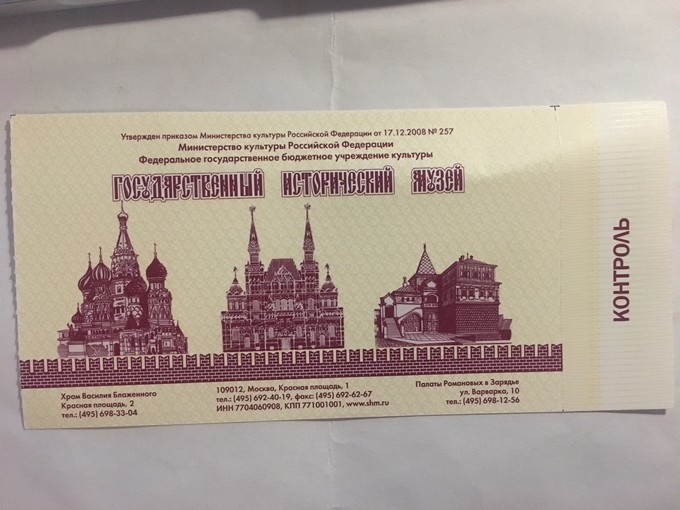 Утвержден приказом Министерства культуры Российской Федерации от 17.12.2008 № 257
Министерство культуры Российской Федерации
Федеральное государственное бюджетное учреждение культуры
ГОСУДАРСТВЕННЫЙ ИСТОРИЧЕСКИЙ МУЗЕЙ
Храм Василия Блаженного
Красная площадь, 2
тел.: (495) 698-33-04
109012, Москва, Красная площадь, 1
тел.: (495) 692-40-19, факс: (495) 692-62-67
ИНН 7704060908, КПП 771001001, www.shm.ru
Палаты Романовых в Зарядье
ул. Варварка, 10
тел.: (495) 698-12-56
КОНТРОЛЬ